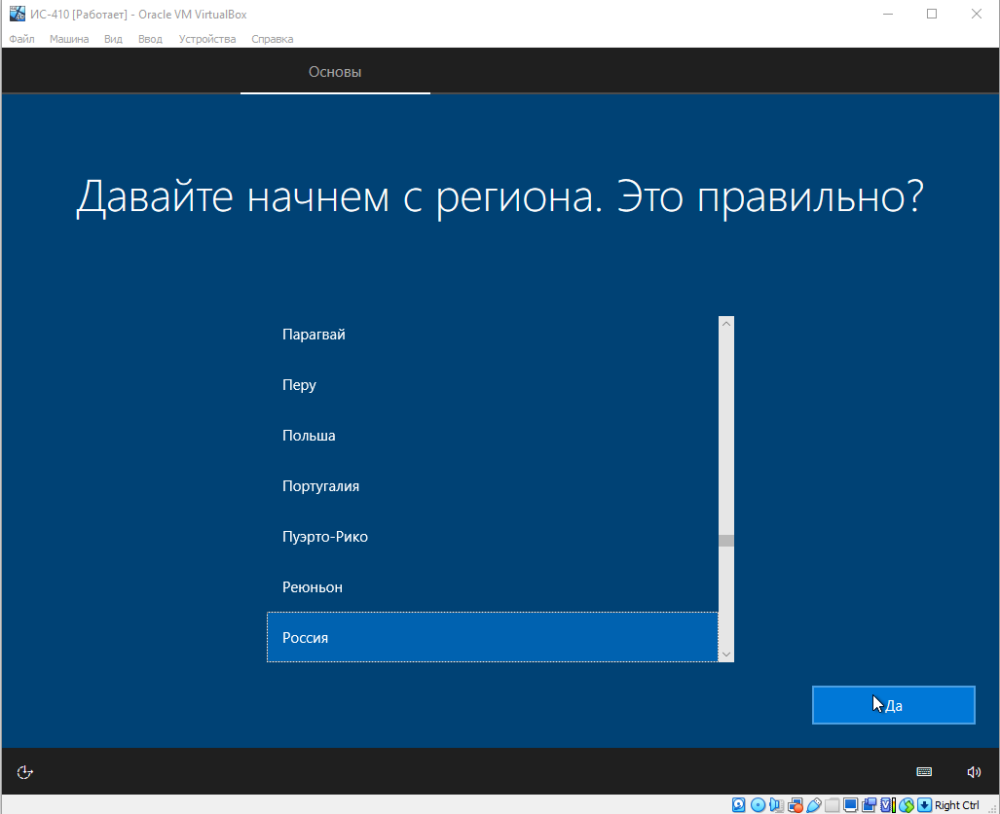 ИС-410 [Работает] - Oracle VM VirtualBox
Файл Машина Вид Ввод Устройства Справка
Основы
Давайте начнем с региона. Это правильно?
Парагвай
Перу
Польша
Португалия
Пуэрто-Рико
Реюньон
Россия
Да
Right Ctrl